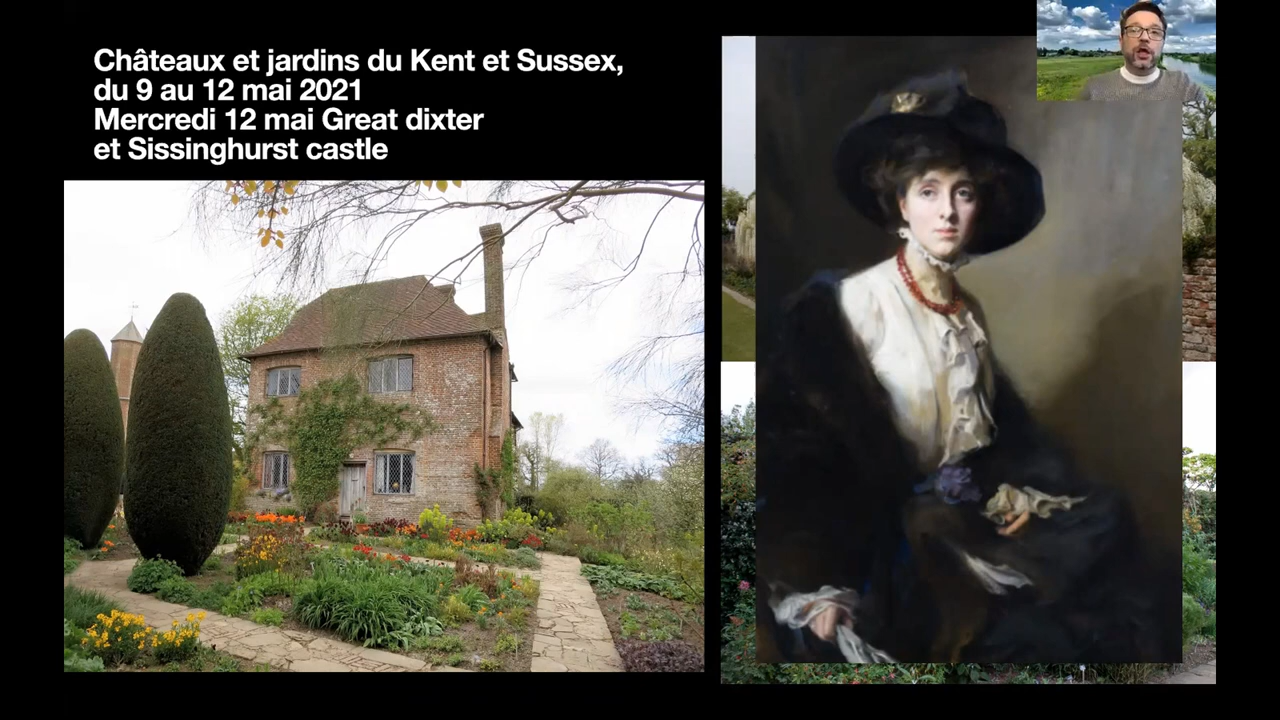 Châteaux et jardins du Kent et Sussex,
du 9 au 12 mai 2021
Mercredi 12 mai Great dixter
et Sissinghurst castle